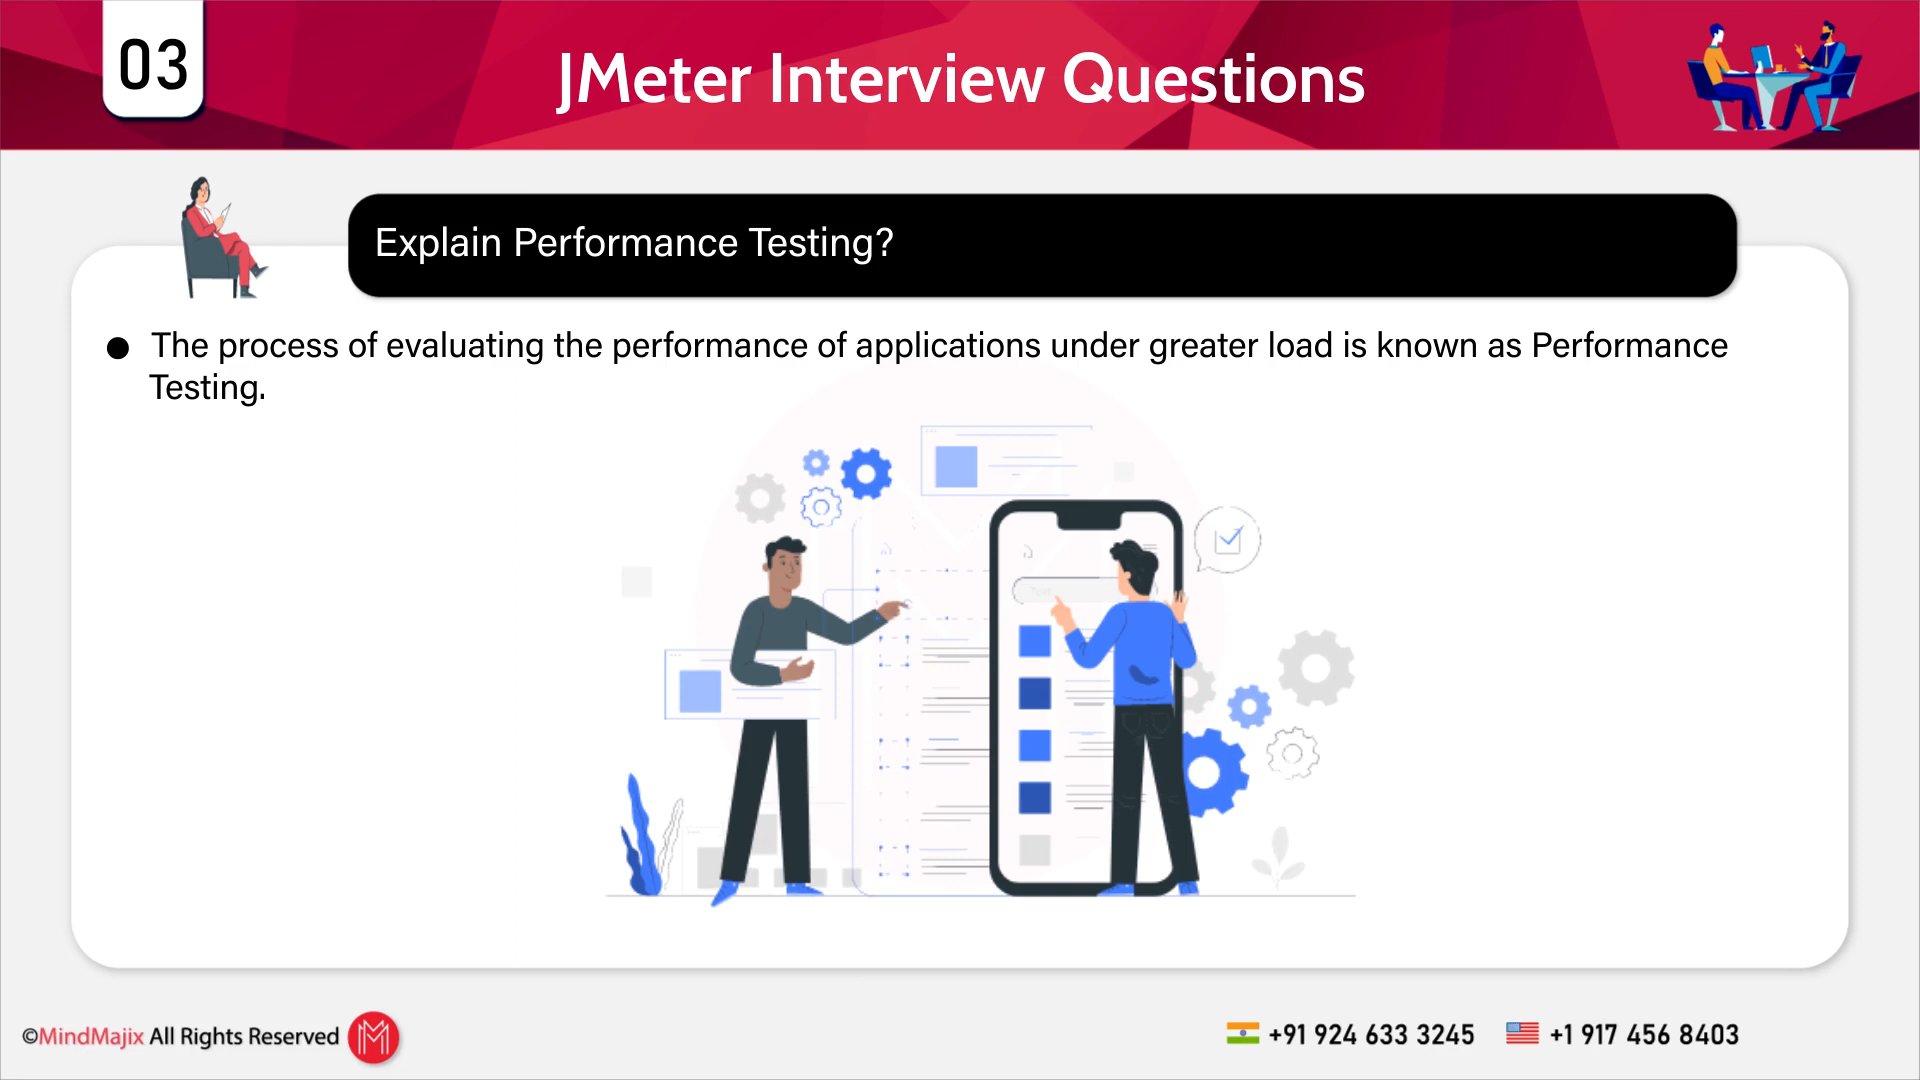 03
JMeter Interview Questions
Explain Performance Testing?
● The process of evaluating the performance of applications under greater load is known as Performance
Testing.
©MindMajix All Rights Reserved
+91 924 633 3245
+1 917 456 8403